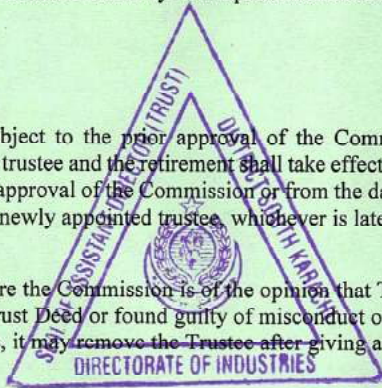 bject to the prior approval of the Comm
trustee and the retirement shall take effect
approval of the Commission or from the da
newly appointed trustee, whichever is late
re the Commission is of the opinion that T
rust Deed or found guilty of misconduct o
, it may remove the Trustee after giving a
SEAL OF ASSISTANT DIRECTOR (TRUST)
DISTRICT SOUTH KARACHI
DIRECTORATE OF INDUSTRIES